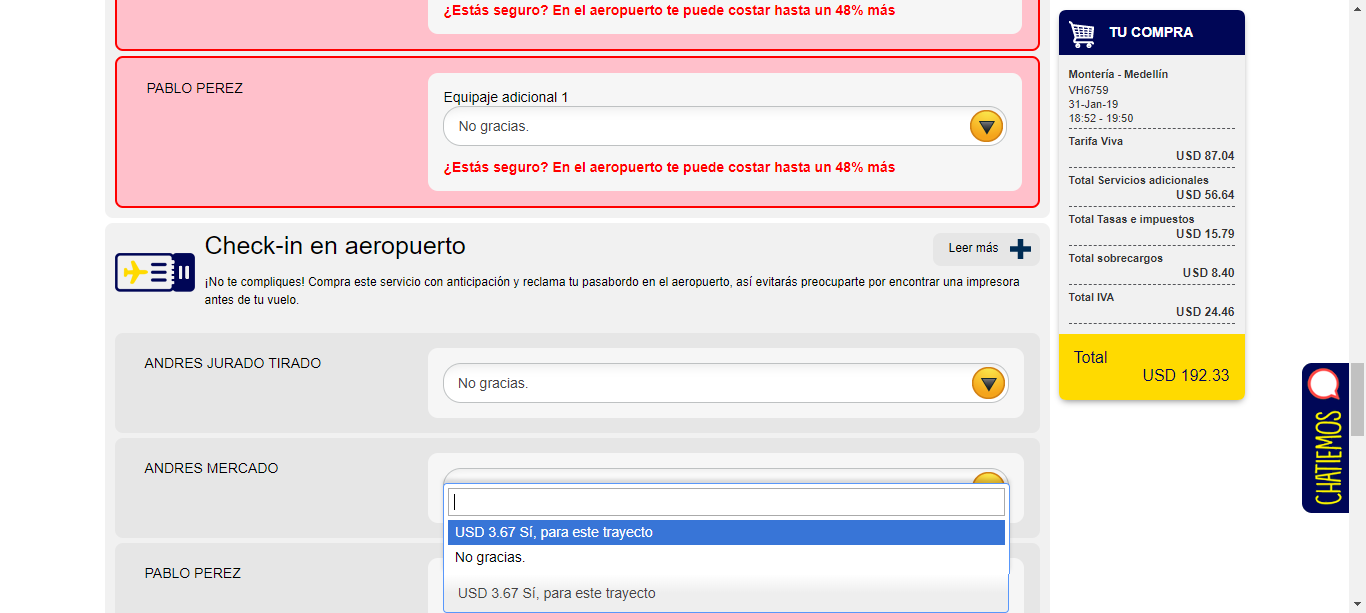 ¿Estás seguro? En el aeropuerto te puede costar hasta un 48% más
PABLO PEREZ
Equipaje adicional 1
No gracias.
¿Estás seguro? En el aeropuerto te puede costar hasta un 48% más
Check-in en aeropuerto
Leer más
¡No te compliques! Compra este servicio con anticipación y reclama tu pasabordo en el aeropuerto, así evitarás preocuparte por encontrar una impresora
antes de tu vuelo.
ANDRES JURADO TIRADO
No gracias.
ANDRES MERCADO
USD 3.67 Sí, para este trayecto
No gracias.
PABLO PEREZ
USD 3.67 Sí, para este trayecto
TU COMPRA
Montería - Medellín
VH6759
31-Jan-19
18:52 - 19:50
Tarifa Viva
USD 87.04
Total Servicios adicionales
USD 56.64
Total Tasas e impuestos
USD 15.79
Total sobrecargos
USD 8.40
Total IVA
USD 24.46
Total
USD 192.33
CHATIEMOS